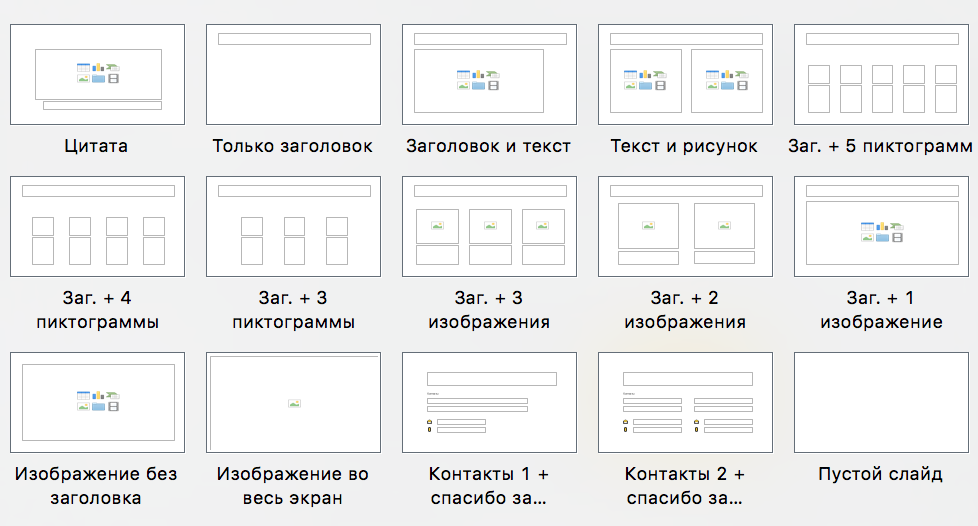 Цитата
Только заголовок
Заголовок и текст
Текст и рисунок
Заг. + 5 пиктограмм
Заг. + 4
пиктограммы
Заг. + 3
пиктограммы
Заг. + 3
изображения
Заг. + 2
изображения
Заг. + 1
изображение
Изображение без
заголовка
Изображение во
весь экран
Контакты 1 +
спасибо за...
Контакты 2 +
спасибо за...
Пустой слайд